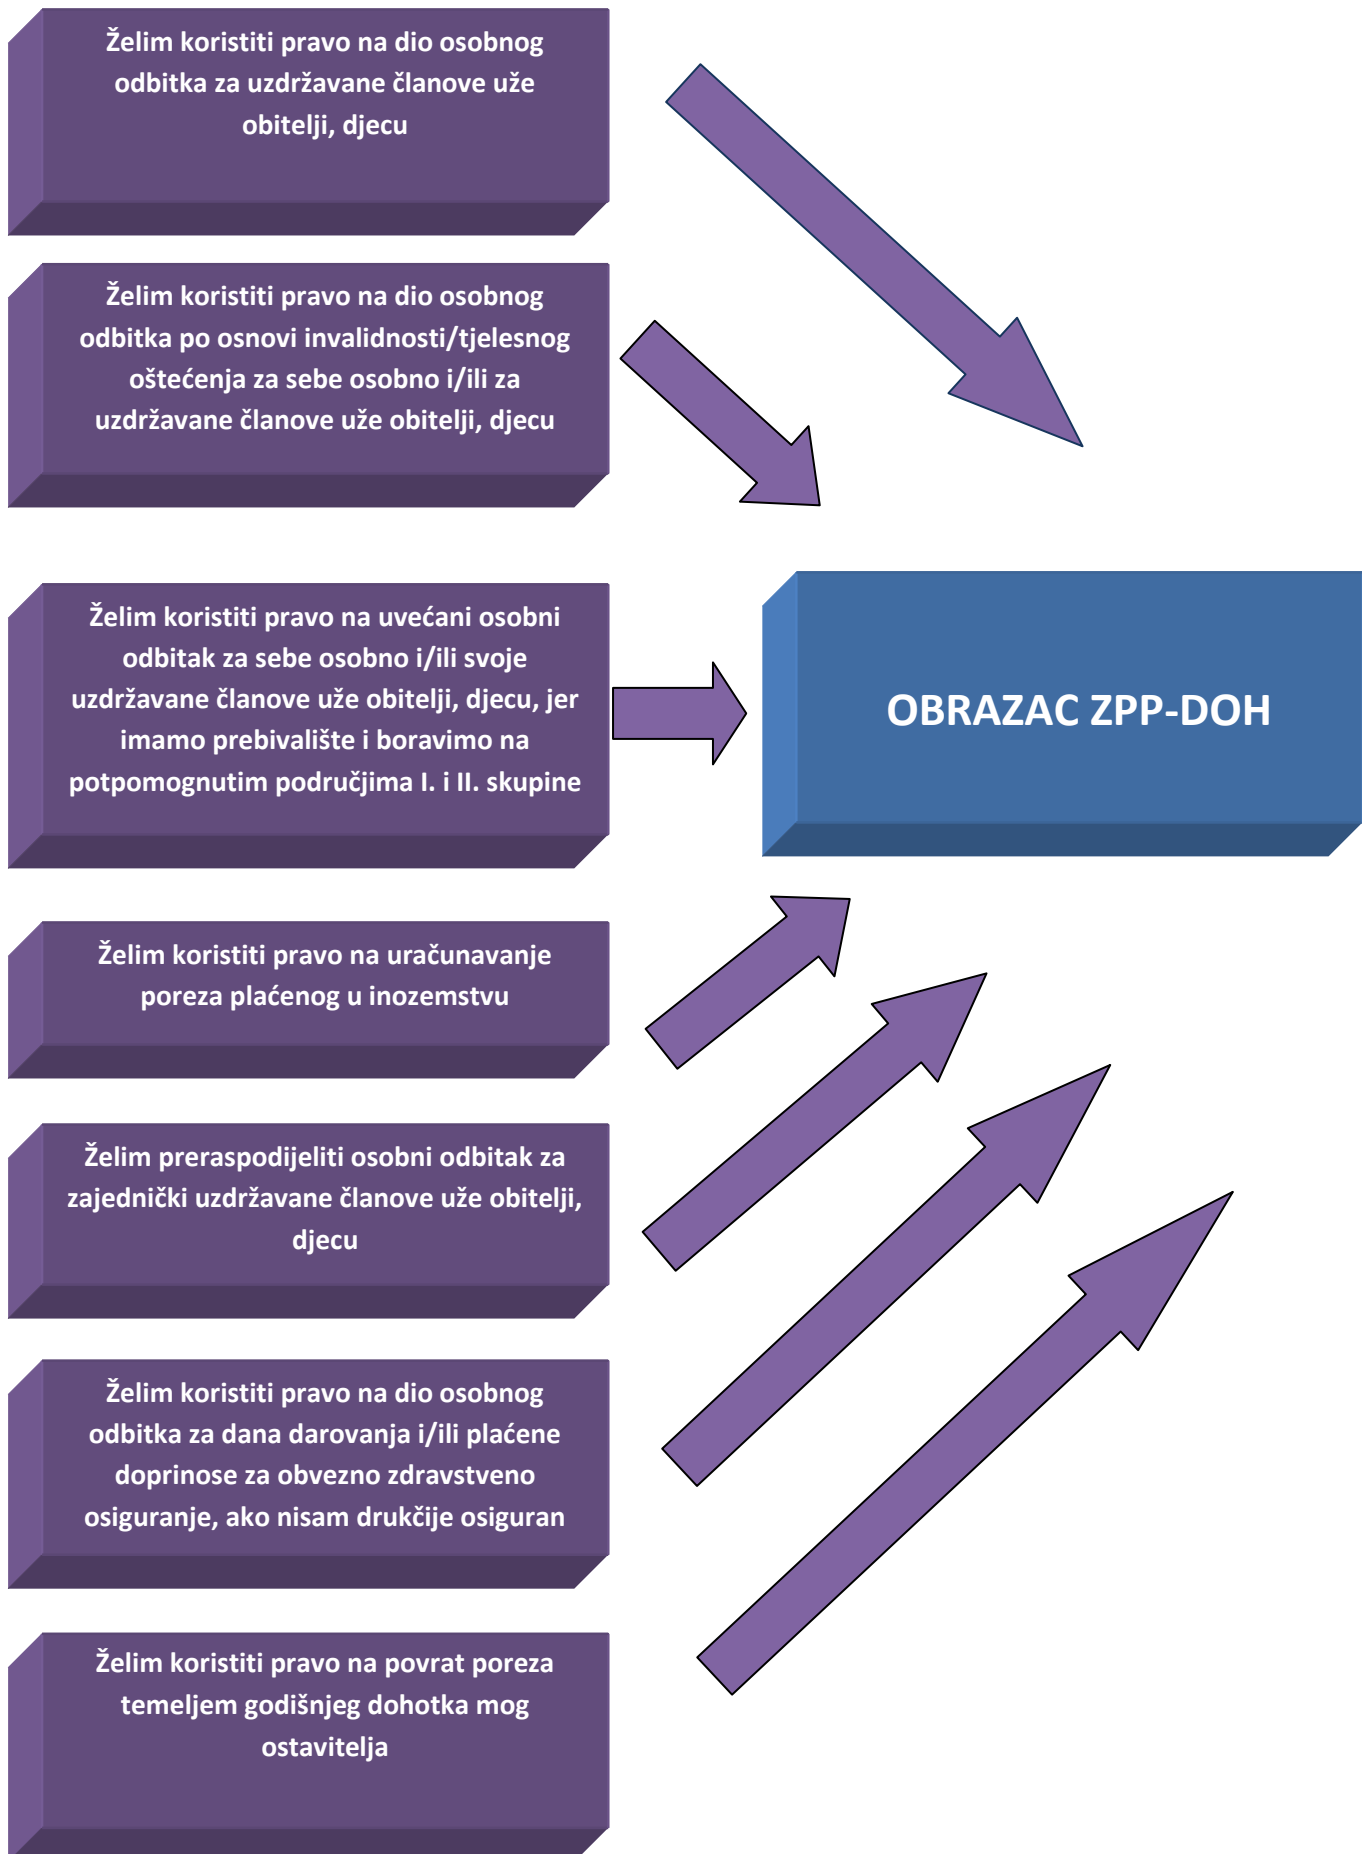 Želim koristiti pravo na dio osobnog
odbitka za uzdržavane članove uže
obitelji, djecu
Želim koristiti pravo na dio osobnog
odbitka po osnovi invalidnosti/tjelesnog
oštećenja za sebe osobno i/ili za
uzdržavane članove uže obitelji, djecu
Želim koristiti pravo na uvećani osobni
odbitak za sebe osobno i/ili svoje
uzdržavane članove uže obitelji, djecu, jer
imamo prebivalište i boravimo na
potpomognutim područjima I. i II. skupine
OBRAZAC ZPP-DOH
Želim koristiti pravo na uračunavanje
poreza plaćenog u inozemstvu
Želim preraspodijeliti osobni odbitak za
zajednički uzdržavane članove uže obitelji,
djecu
Želim koristiti pravo na dio osobnog
odbitka za dana darovanja i/ili plaćene
doprinose za obvezno zdravstveno
osiguranje, ako nisam drukčije osiguran
Želim koristiti pravo na povrat poreza
temeljem godišnjeg dohotka mog
ostavitelja